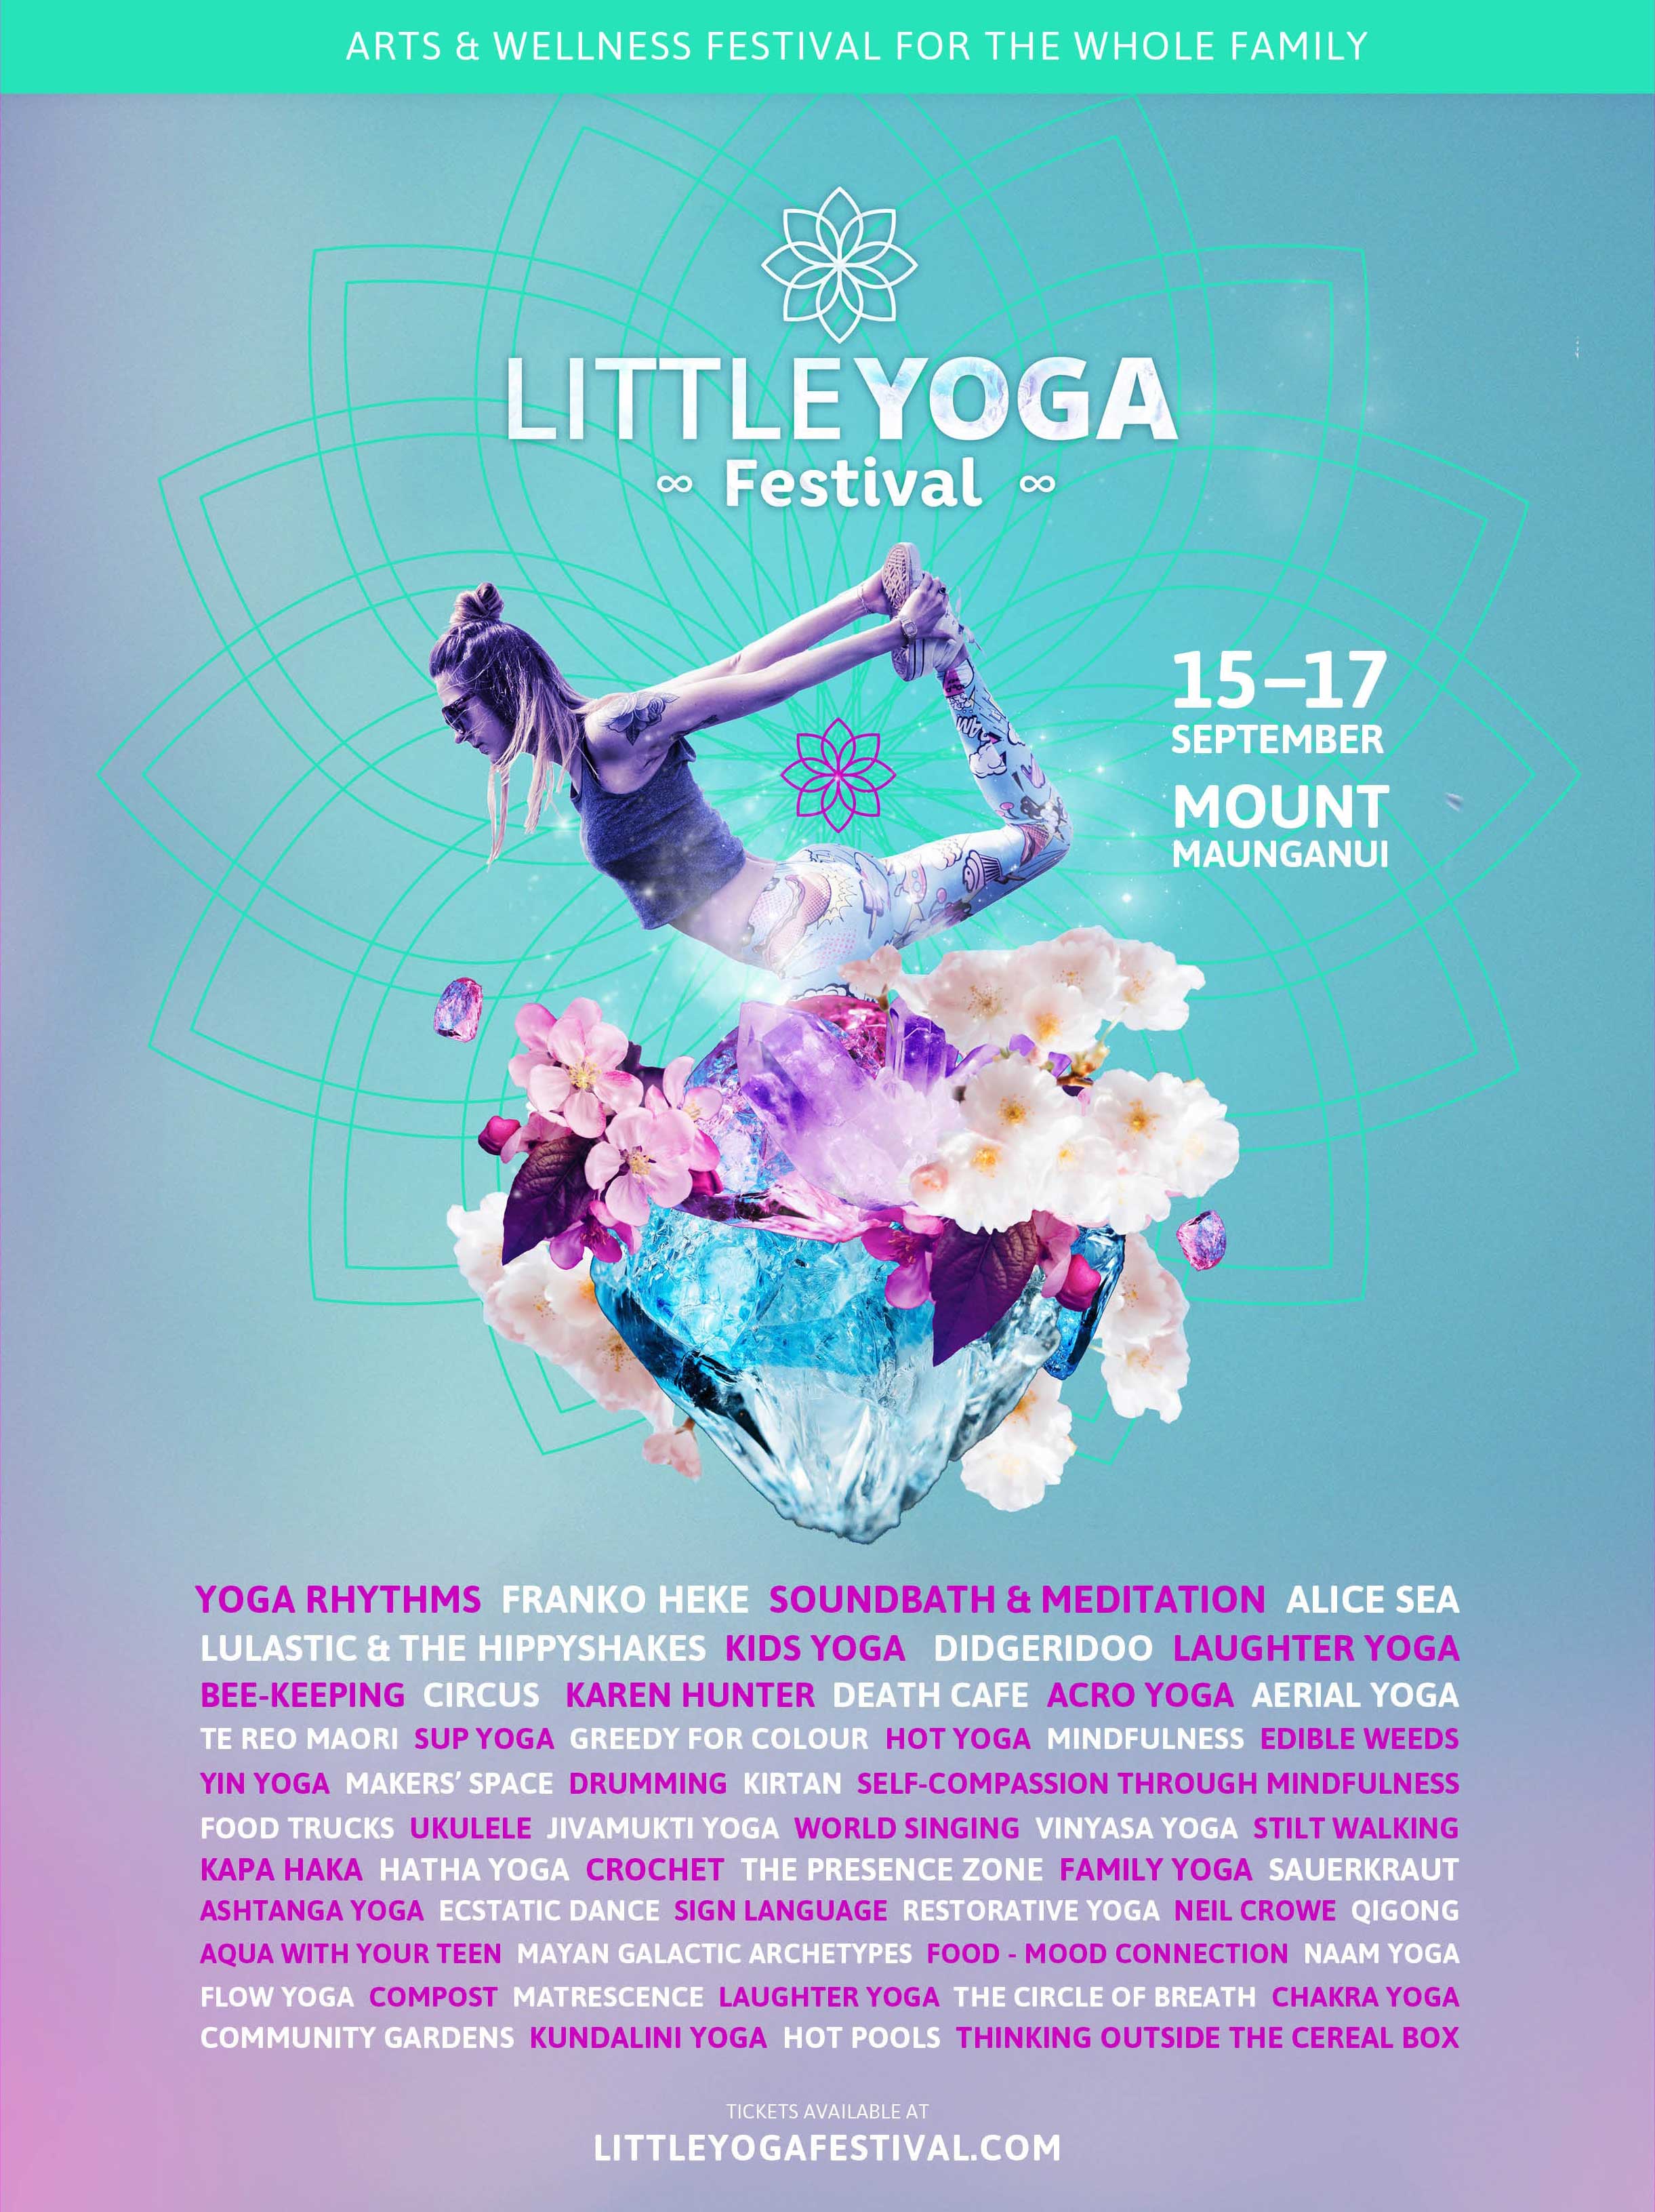 ARTS & WELLNESS FESTIVAL FOR THE WHOLE FAMILY
LITTLEYOGA
∞ Festival ∞
15–17
SEPTEMBER
MOUNT
MAUNGANUI
YOGA RHYTHMS FRANKO HEKE SOUNDBATH & MEDITATION ALICE SEA
LULASTIC & THE HIPPYSHAKES KIDS YOGA DIDGERIDOO LAUGHTER YOGA
BEE-KEEPING CIRCUS KAREN HUNTER DEATH CAFE ACRO YOGA AERIAL YOGA
TE REO MAORI SUP YOGA GREEDY FOR COLOUR HOT YOGA MINDFULNESS EDIBLE WEEDS
YIN YOGA MAKERS’ SPACE DRUMMING KIRTAN SELF-COMPASSION THROUGH MINDFULNESS
FOOD TRUCKS UKULELE JIVAMUKTI YOGA WORLD SINGING VINYASA YOGA STILT WALKING
KAPA HAKA HATHA YOGA CROCHET THE PRESENCE ZONE FAMILY YOGA SAUERKRAUT
ASHTANGA YOGA ECSTATIC DANCE SIGN LANGUAGE RESTORATIVE YOGA NEIL CROWE QIGONG
AQUA WITH YOUR TEEN MAYAN GALACTIC ARCHETYPES FOOD - MOOD CONNECTION NAAM YOGA
FLOW YOGA COMPOST MATRESCENCE LAUGHTER YOGA THE CIRCLE OF BREATH CHAKRA YOGA
COMMUNITY GARDENS KUNDALINI YOGA HOT POOLS THINKING OUTSIDE THE CEREAL BOX
TICKETS AVAILABLE AT
LITTLEYOGAFESTIVAL.COM